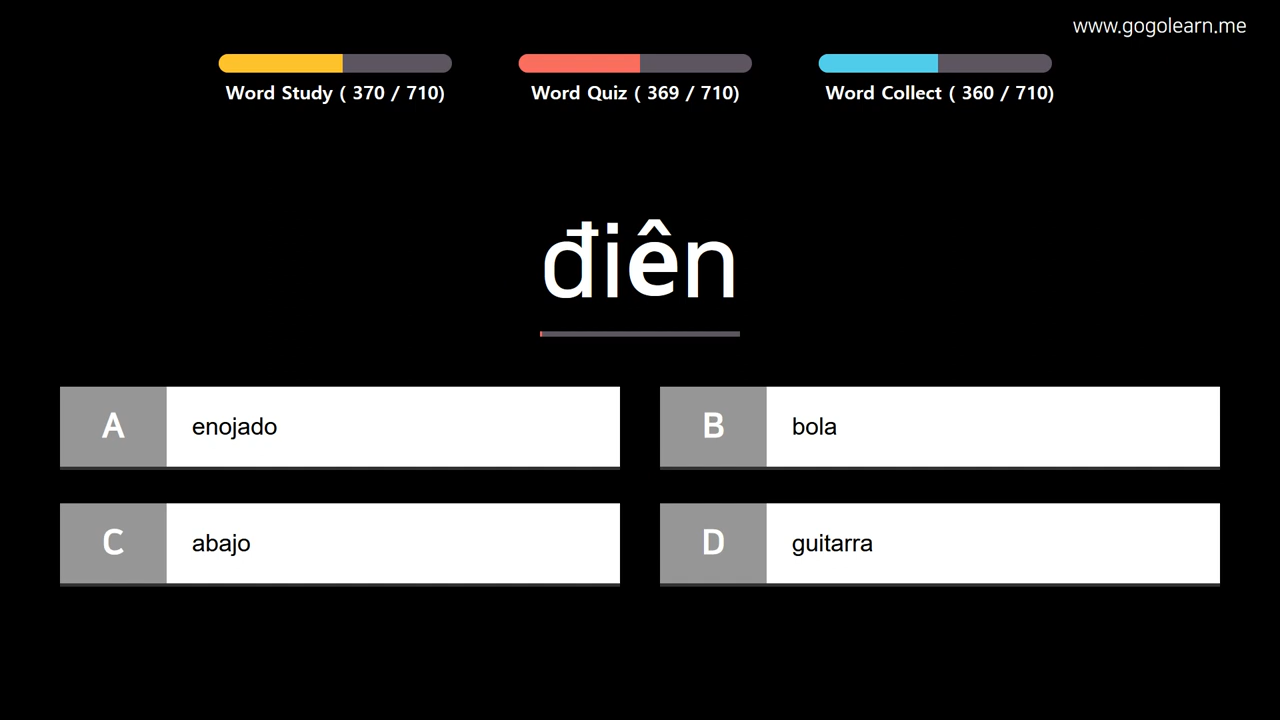 www.gogolearn.me
Word Study ( 370 / 710)
Word Quiz ( 369 / 710)
Word Collect ( 360 / 710)
điên
A enojado
B bola
C abajo
D guitarra